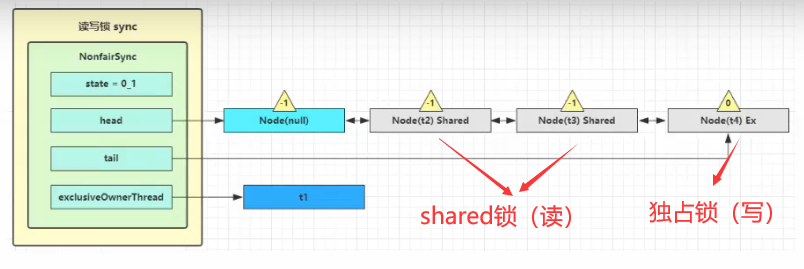 读写锁 sync
NonfairSync
state = 0_1
head
tail
exclusiveOwnerThread
-1
Node(null)
-1
Node(t2) Shared
-1
Node(t3) Shared
0
Node(t4) Ex
t1
shared锁（读）
独占锁（写）